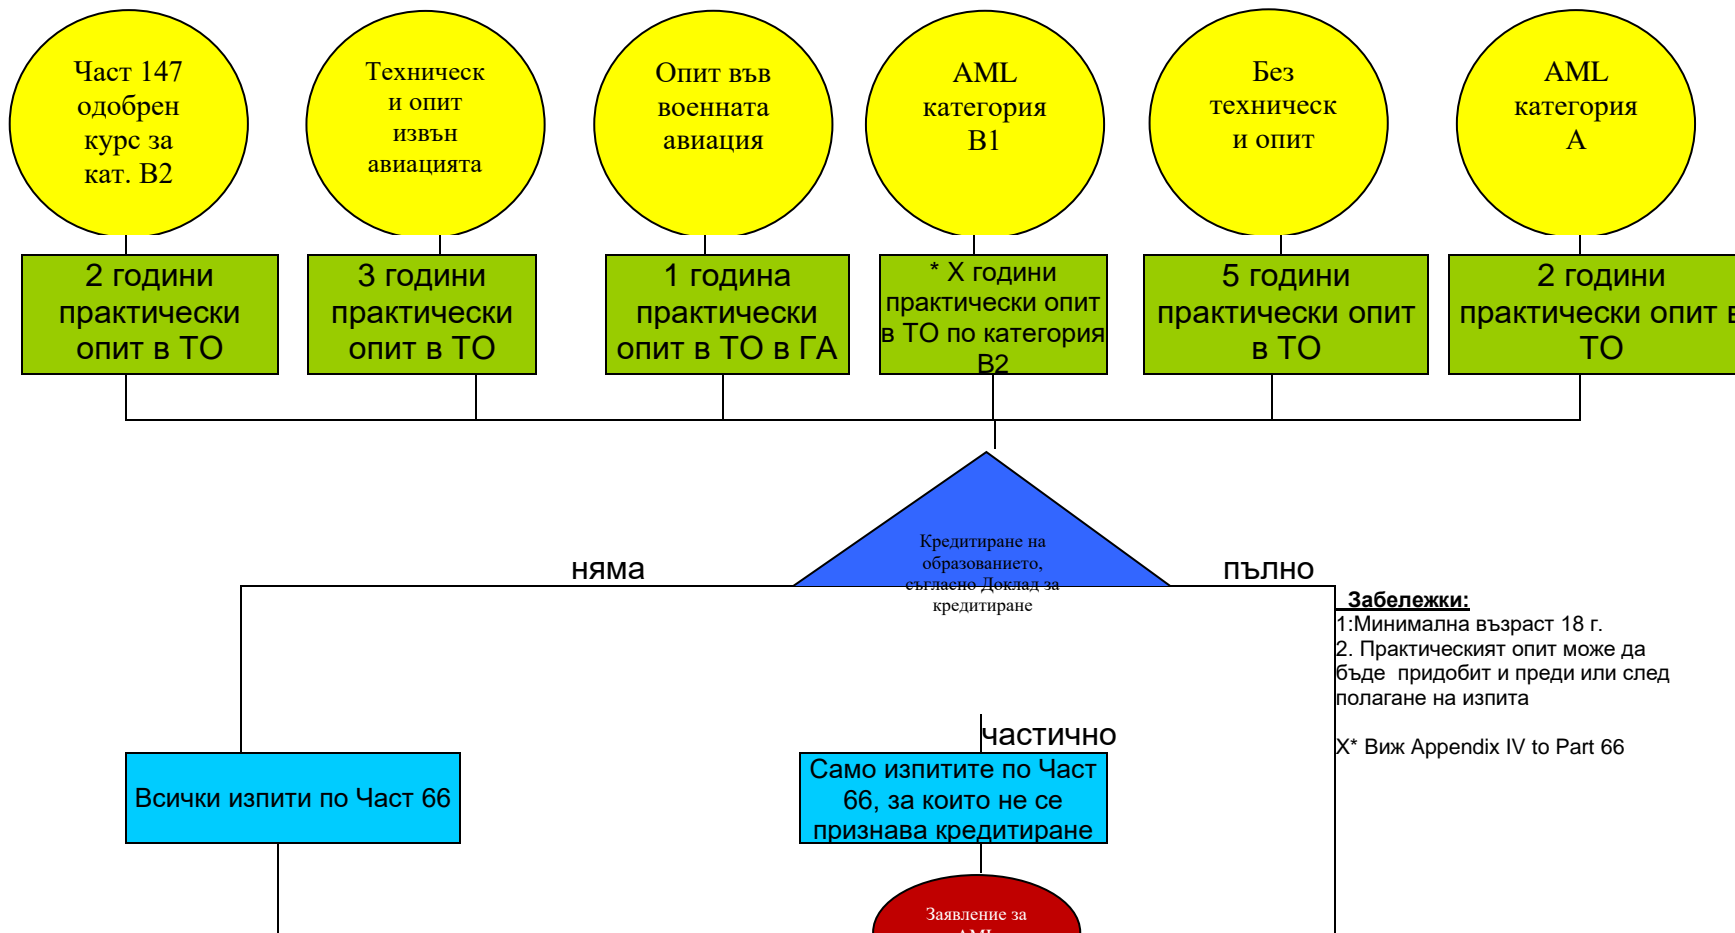 Част 147
одобрен
курс за
кат. В2
Техническ
и опит
извън
авиацията
Опит във
военната
авиация
AML
категория
B1
Без
техническ
и опит
AML
категория
А
2 години
практически
опит в ТО
3 години
практически
опит в ТО
1 година
практически
опит в ТО в ГА
* Х години
практически опит
в ТО по категория
В2
5 години
практически опит
в ТО
2 години
практически опит в
ТО
Кредитиране на
образованието,
съгласно Доклад за
кредитиране
няма
пълно
Забележки:
1:Минимална възраст 18 г.
2. Практическият опит може да
бъде придобит и преди или след
полагане на изпита
X* Виж Appendix IV to Part 66
частично
Всички изпити по Част 66
Само изпитите по Част
66, за които не се
признава кредитиране
Заявление за
AML